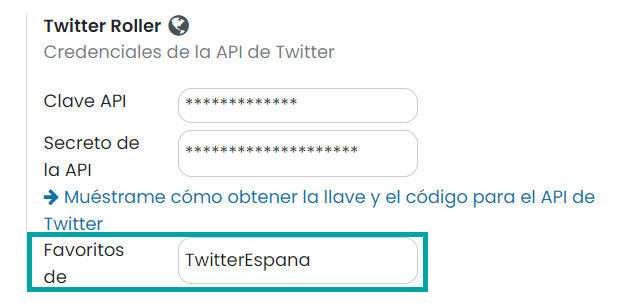 Twitter Roller
Credenciales de la API de Twitter
Clave API
*************
Secreto de
la API
********************
➔ Muéstrame cómo obtener la llave y el código para el API de
Twitter
Favoritos
de
TwitterEspana